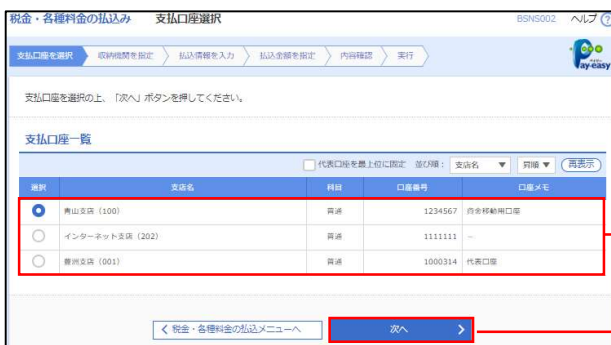 税金・各種料金の払込み 支払口座選択 BSNS002 ヘルプ ?
支払口座を選択 収納機関を指定 払込情報を入力 払込金額を指定 内容確認 実行
Pay-easy
支払口座を選択の上、「次へ」ボタンを押してください。
支払口座一覧
代表口座を最上位に固定 並び順： 支店名 ▼ 昇順 ▼ 再表示
選択 支店名 科目 口座番号 口座メモ
青山支店（100） 普通 1234567 資金移動用口座
インターネット支店（202） 普通 1111111 －
豊洲支店（001） 普通 1000314 代表口座
税金・各種料金の払込メニューへ 次へ